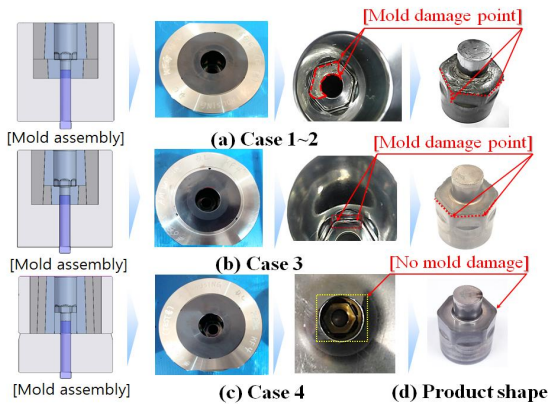 [Mold damage point]
[Mold assembly]
(a) Case 1~2
[Mold damage point]
[Mold assembly]
(b) Case 3
[No mold damage]
[Mold assembly]
(c) Case 4
(d) Product shape